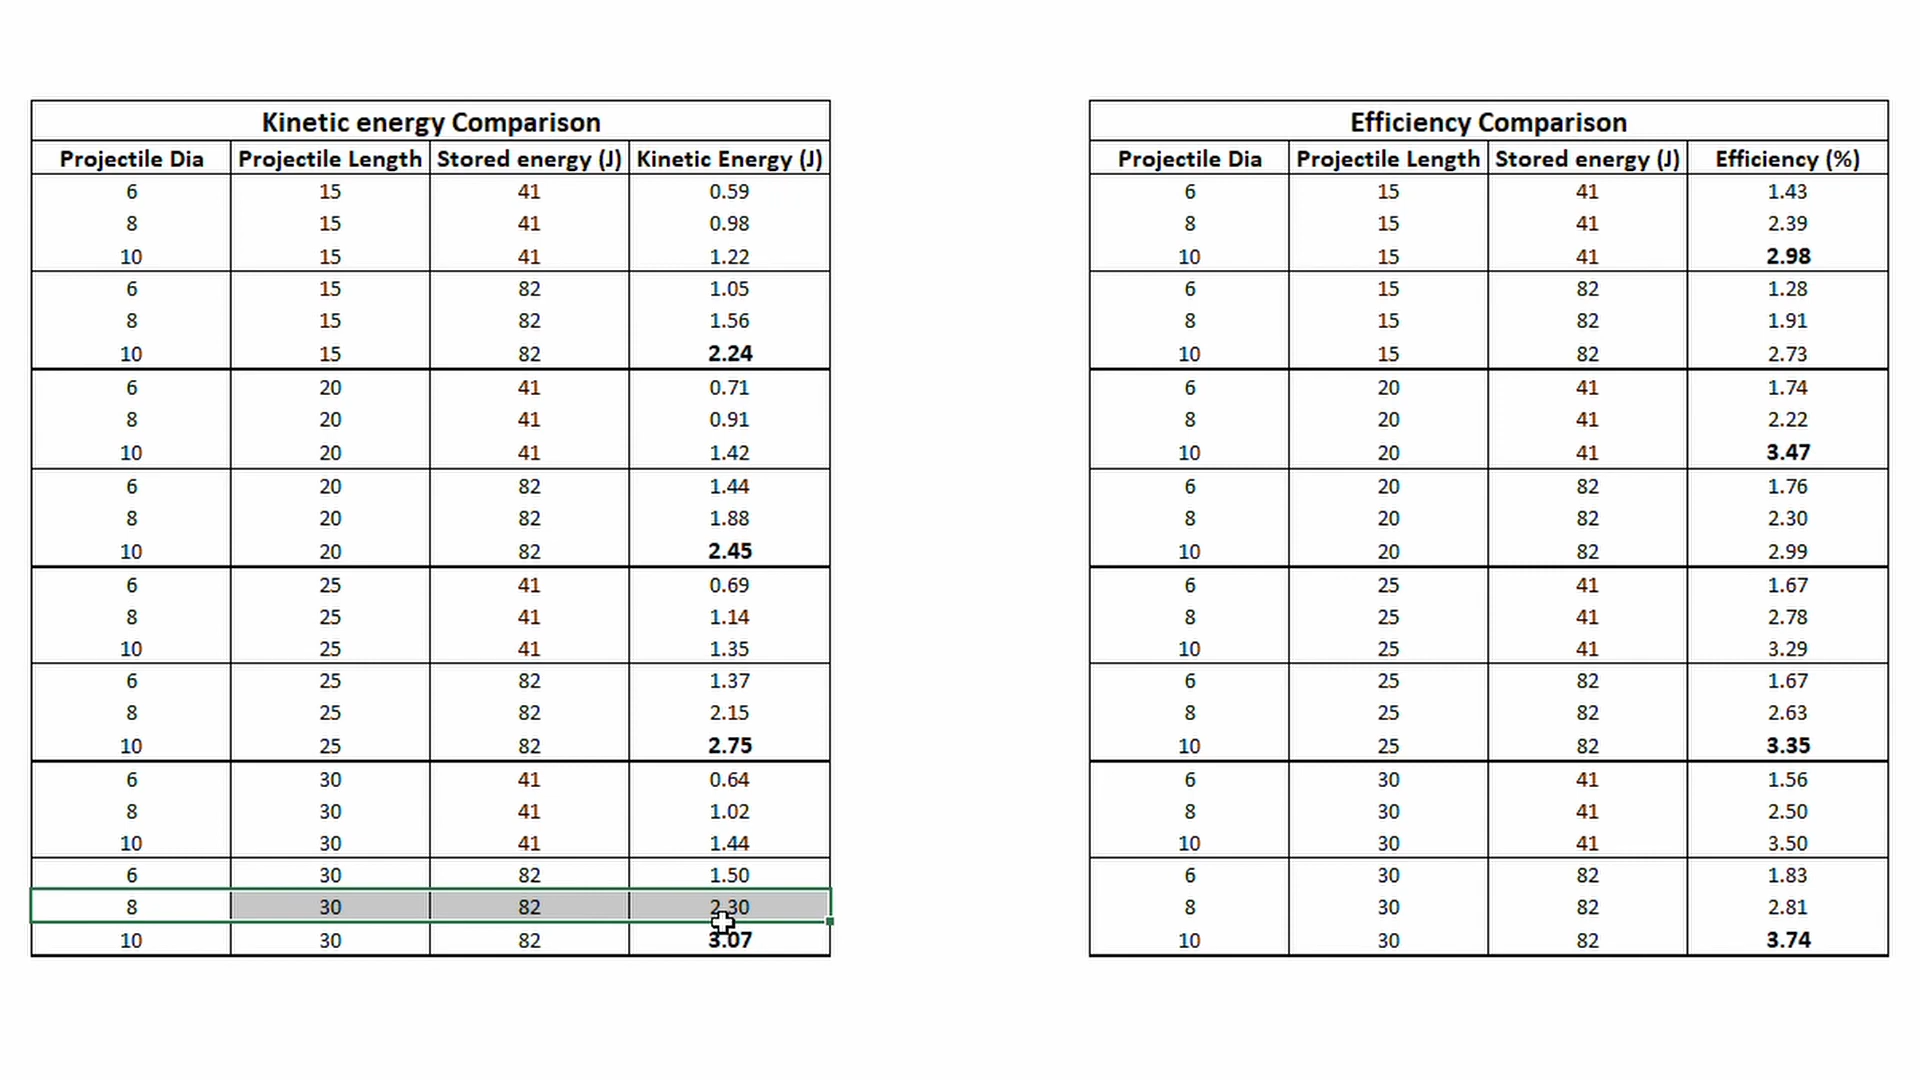 Kinetic energy Comparison
Projectile Dia Projectile Length Stored energy (J) Kinetic Energy (J)
6 15 41 0.59
8 15 41 0.98
10 15 41 1.22
6 15 82 1.05
8 15 82 1.56
10 15 82 2.24
6 20 41 0.71
8 20 41 0.91
10 20 41 1.42
6 20 82 1.44
8 20 82 1.88
10 20 82 2.45
6 25 41 0.69
8 25 41 1.14
10 25 41 1.35
6 25 82 1.37
8 25 82 2.15
10 25 82 2.75
6 30 41 0.64
8 30 41 1.02
10 30 41 1.44
6 30 82 1.50
8 30 82 2.30
10 30 82 3.07
Efficiency Comparison
Projectile Dia Projectile Length Stored energy (J) Efficiency (%)
6 15 41 1.43
8 15 41 2.39
10 15 41 2.98
6 15 82 1.28
8 15 82 1.91
10 15 82 2.73
6 20 41 1.74
8 20 41 2.22
10 20 41 3.47
6 20 82 1.76
8 20 82 2.30
10 20 82 2.99
6 25 41 1.67
8 25 41 2.78
10 25 41 3.29
6 25 82 1.67
8 25 82 2.63
10 25 82 3.35
6 30 41 1.56
8 30 41 2.50
10 30 41 3.50
6 30 82 1.83
8 30 82 2.81
10 30 82 3.74